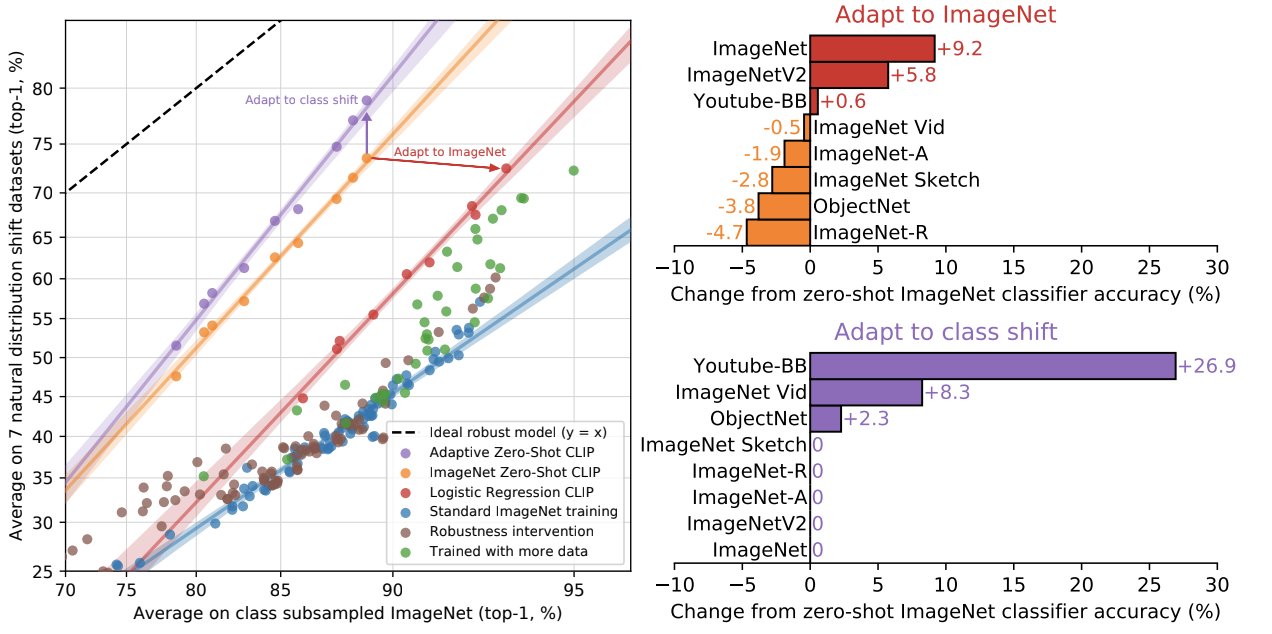 Average on 7 natural distribution shift datasets (top-1, %)
80
75
70
65
60
55
50
45
40
35
30
25
Adapt to class shift
Adapt to ImageNet
Ideal robust model (y = x)
Adaptive Zero-Shot CLIP
ImageNet Zero-Shot CLIP
Logistic Regression CLIP
Standard ImageNet training
Robustness intervention
Trained with more data
70 75 80 85 90 95
Average on class subsampled ImageNet (top-1, %)
Adapt to ImageNet
ImageNet +9.2
ImageNetV2 +5.8
Youtube-BB +0.6
-0.5 ImageNet Vid
-1.9 ImageNet-A
-2.8 ImageNet Sketch
-3.8 ObjectNet
-4.7 ImageNet-R
−10 −5 0 5 10 15 20 25 30
Change from zero-shot ImageNet classifier accuracy (%)
Adapt to class shift
Youtube-BB +26.9
ImageNet Vid +8.3
ObjectNet +2.3
ImageNet Sketch 0
ImageNet-R 0
ImageNet-A 0
ImageNetV2 0
ImageNet 0
−10 −5 0 5 10 15 20 25 30
Change from zero-shot ImageNet classifier accuracy (%)